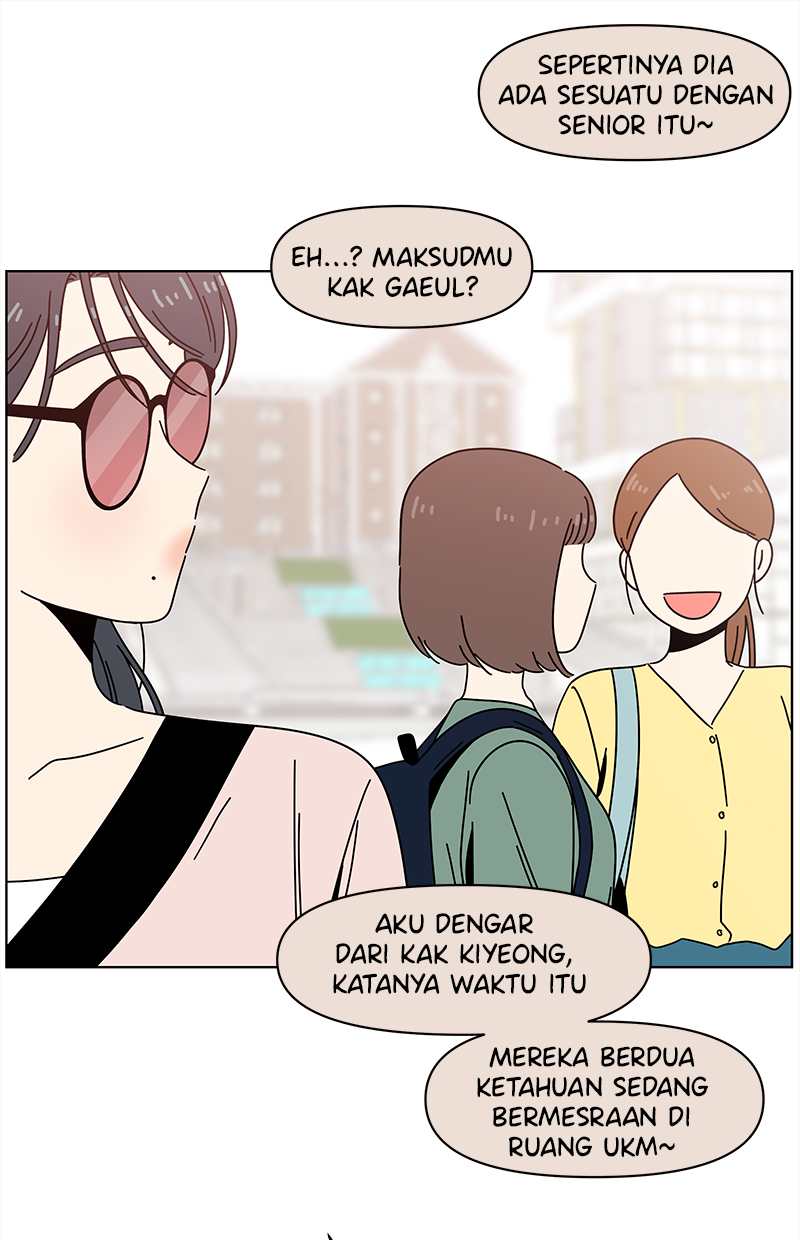 SEPERTINYA DIA
ADA SESUATU DENGAN
SENIOR ITU~
EH...? MAKSUDMU
KAK GAEUL?
AKU DENGAR
DARI KAK KIYEONG,
KATANYA WAKTU ITU
MEREKA BERDUA
KETAHUAN SEDANG
BERMESRAAN DI
RUANG UKM~